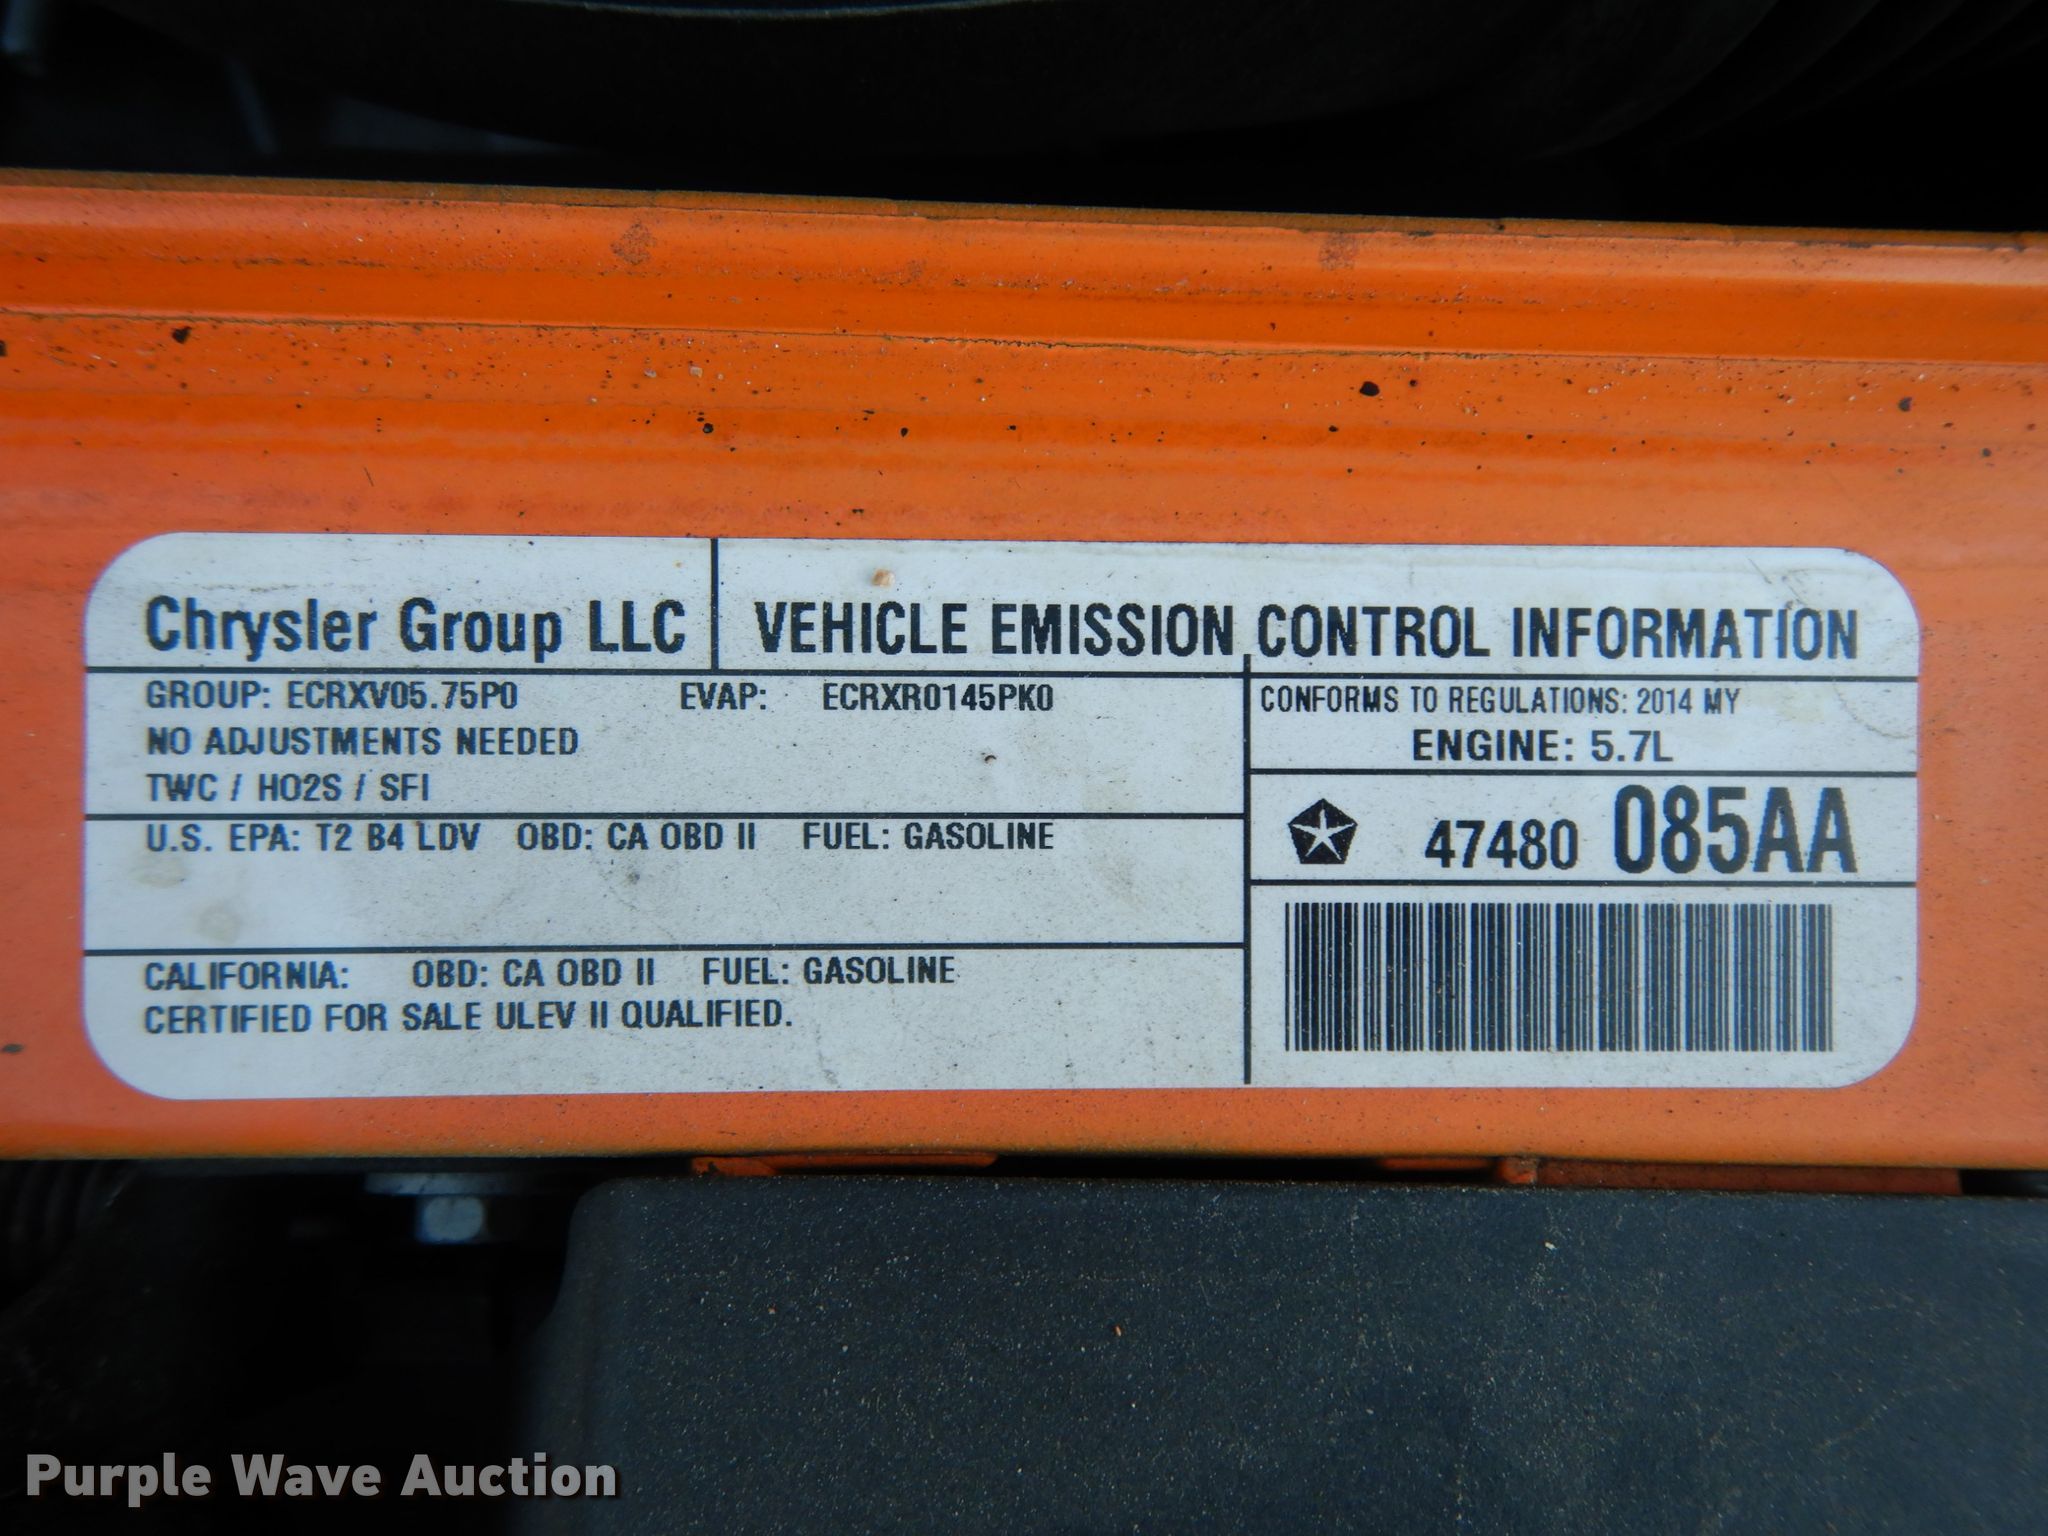 Chrysler Group LLC
VEHICLE EMISSION CONTROL INFORMATION
GROUP: ECRXV05.75P0 EVAP: ECRXR0145PK0
NO ADJUSTMENTS NEEDED
TWC / HO2S / SFI
CONFORMS TO REGULATIONS: 2014 MY
ENGINE: 5.7L
U.S. EPA: T2 B4 LDV OBD: CA OBD II FUEL: GASOLINE
47480 085AA
CALIFORNIA: OBD: CA OBD II FUEL: GASOLINE
CERTIFIED FOR SALE ULEV II QUALIFIED.
Purple Wave Auction